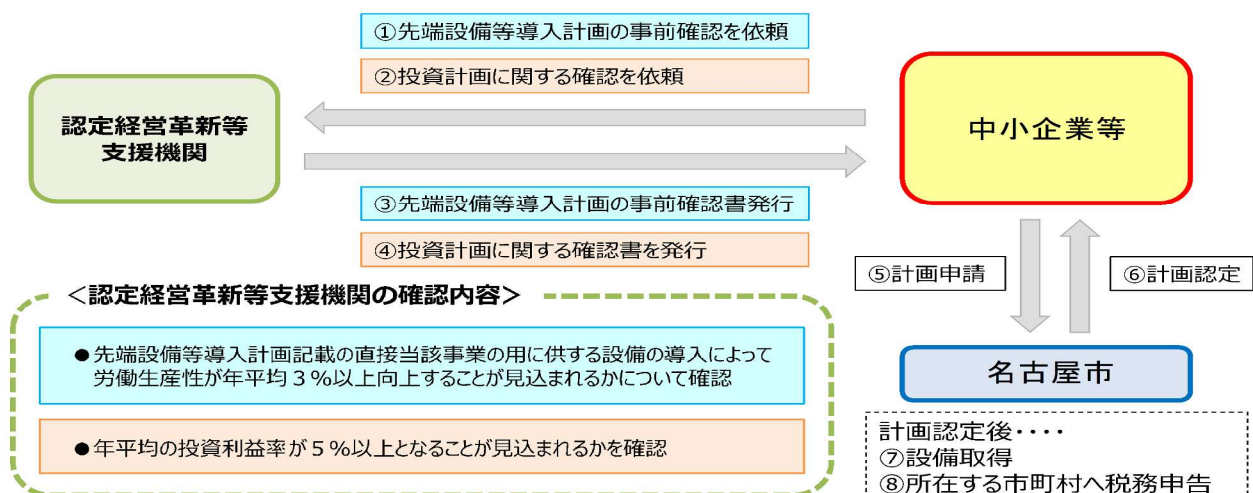 ①先端設備等導入計画の事前確認を依頼
②投資計画に関する確認を依頼
認定経営革新等
支援機関
中小企業等
③先端設備等導入計画の事前確認書発行
④投資計画に関する確認書を発行
⑤計画申請
⑥計画認定
＜認定経営革新等支援機関の確認内容＞
●先端設備等導入計画記載の直接当該事業の用に供する設備の導入によって
労働生産性が年平均３％以上向上することが見込まれるかについて確認
●年平均の投資利益率が５％以上となることが見込まれるかを確認
名古屋市
計画認定後・・・・
⑦設備取得
⑧所在する市町村へ税務申告